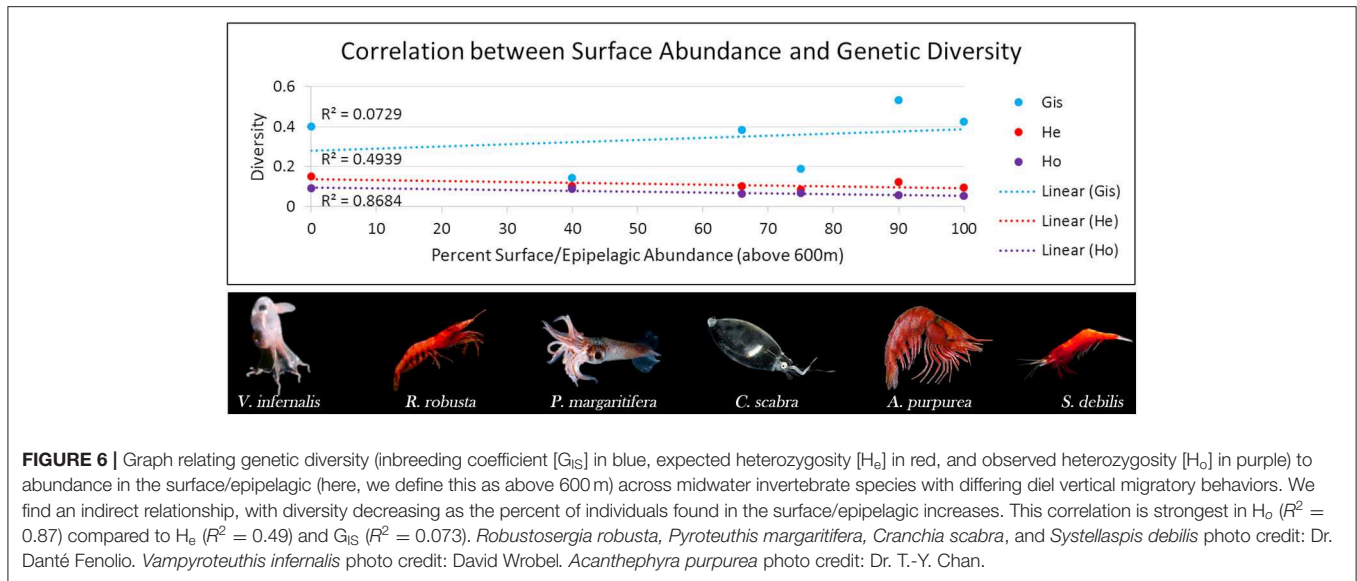 Correlation between Surface Abundance and Genetic Diversity
0.6
0.4
0.2
0
Diversity
R² = 0.0729
R² = 0.4939
R² = 0.8684
0 10 20 30 40 50 60 70 80 90 100
Percent Surface/Epipelagic Abundance (above 600m)
Gis
He
Ho
Linear (Gis)
Linear (He)
Linear (Ho)
V. infernalis R. robusta P. margaritifera C. scabra A. purpurea S. debilis
FIGURE 6 | Graph relating genetic diversity (inbreeding coefficient [GIS] in blue, expected heterozygosity [He] in red, and observed heterozygosity [Ho] in purple) to
abundance in the surface/epipelagic (here, we define this as above 600 m) across midwater invertebrate species with differing diel vertical migratory behaviors. We
find an indirect relationship, with diversity decreasing as the percent of individuals found in the surface/epipelagic increases. This correlation is strongest in Ho (R² =
0.87) compared to He (R² = 0.49) and GIS (R² = 0.073). Robustosergia robusta, Pyroteuthis margaritifera, Cranchia scabra, and Systellaspis debilis photo credit: Dr.
Danté Fenolio. Vampyroteuthis infernalis photo credit: David Wrobel. Acanthephyra purpurea photo credit: Dr. T.-Y. Chan.